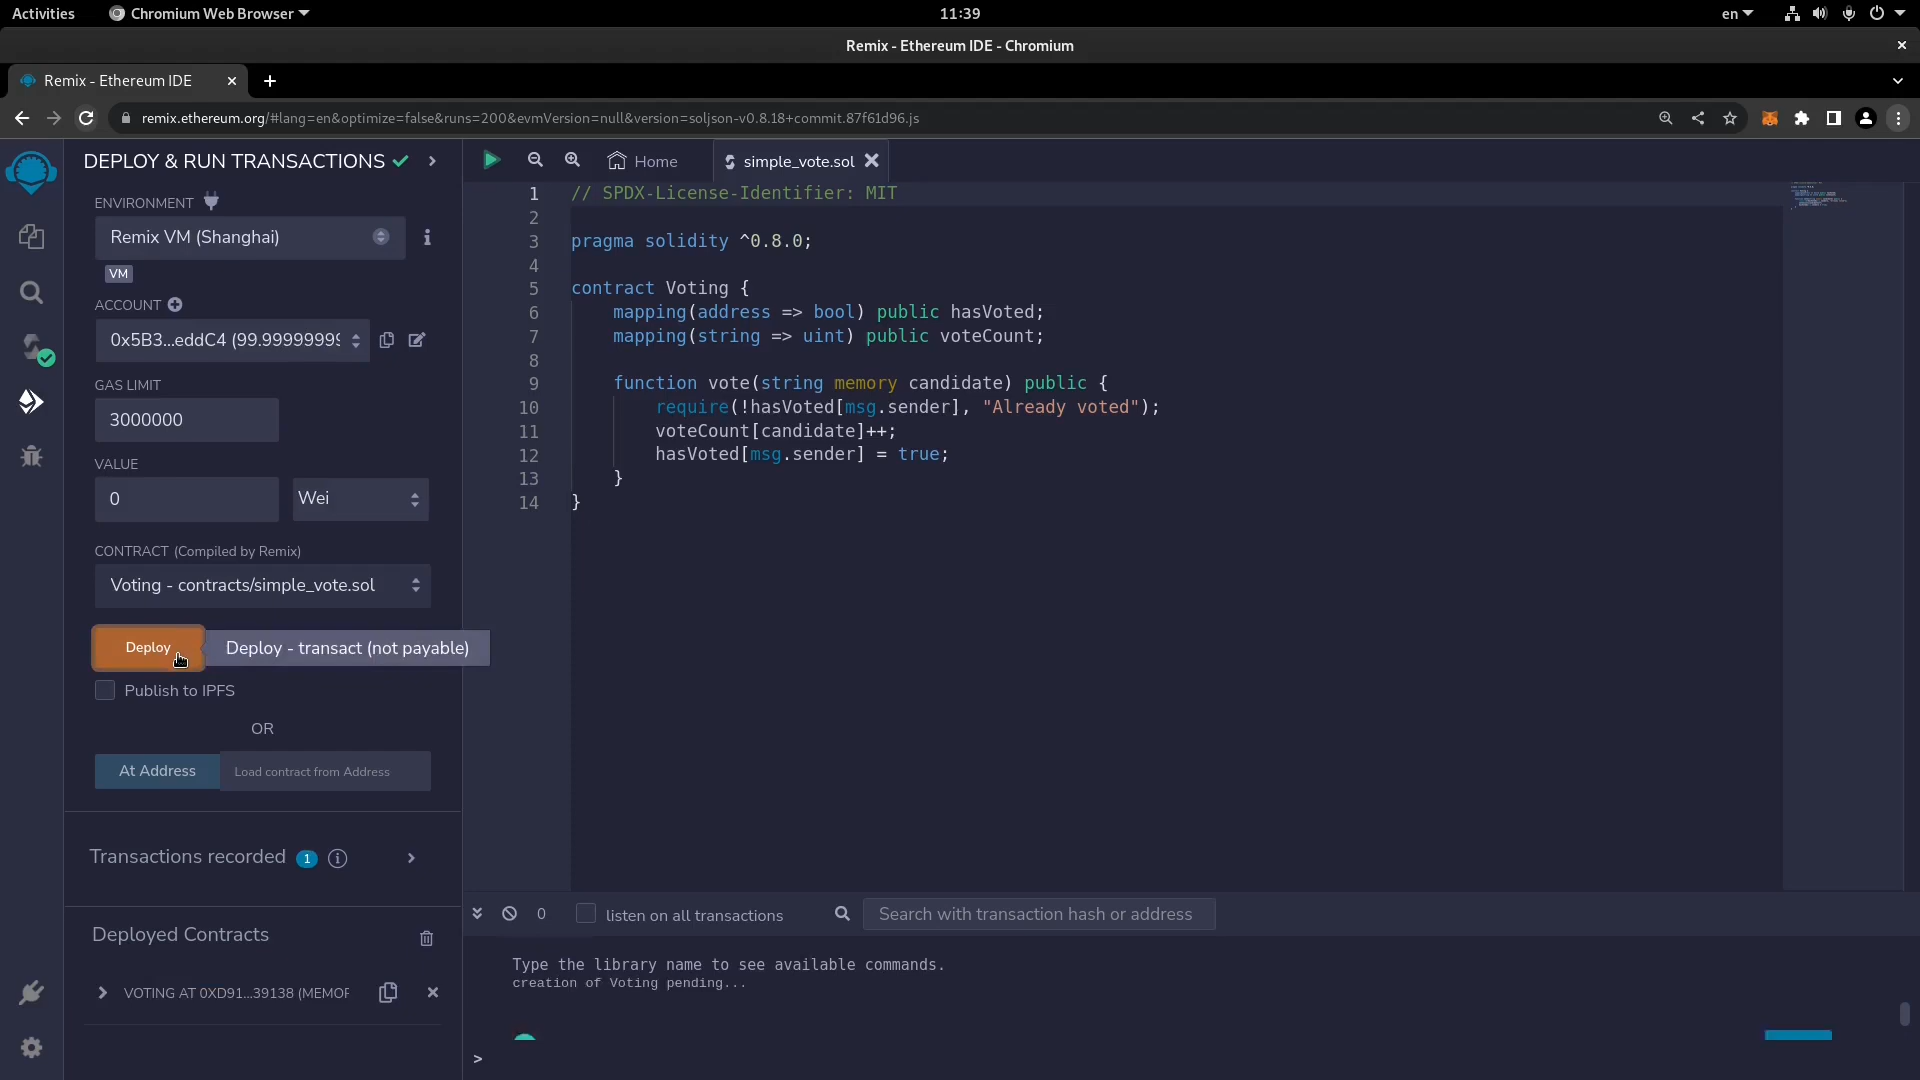 Activities Chromium Web Browser 11:39 en
Remix - Ethereum IDE - Chromium
Remix - Ethereum IDE
remix.ethereum.org/#lang=en&optimize=false&runs=200&evmVersion=null&version=soljson-v0.8.18+commit.87f61d96.js
DEPLOY & RUN TRANSACTIONS
ENVIRONMENT
Remix VM (Shanghai)
VM
ACCOUNT
0x5B3...eddC4 (99.99999999
GAS LIMIT
3000000
VALUE
0 Wei
CONTRACT (Compiled by Remix)
Voting - contracts/simple_vote.sol
Deploy Deploy - transact (not payable)
Publish to IPFS
OR
At Address Load contract from Address
Transactions recorded 1
Deployed Contracts
VOTING AT 0XD91...39138 (MEMOR
Home simple_vote.sol
1 // SPDX-License-Identifier: MIT
2
3 pragma solidity ^0.8.0;
4
5 contract Voting {
6 mapping(address => bool) public hasVoted;
7 mapping(string => uint) public voteCount;
8
9 function vote(string memory candidate) public {
10 require(!hasVoted[msg.sender], "Already voted");
11 voteCount[candidate]++;
12 hasVoted[msg.sender] = true;
13 }
14 }
0 listen on all transactions Search with transaction hash or address
Type the library name to see available commands.
creation of Voting pending...
>